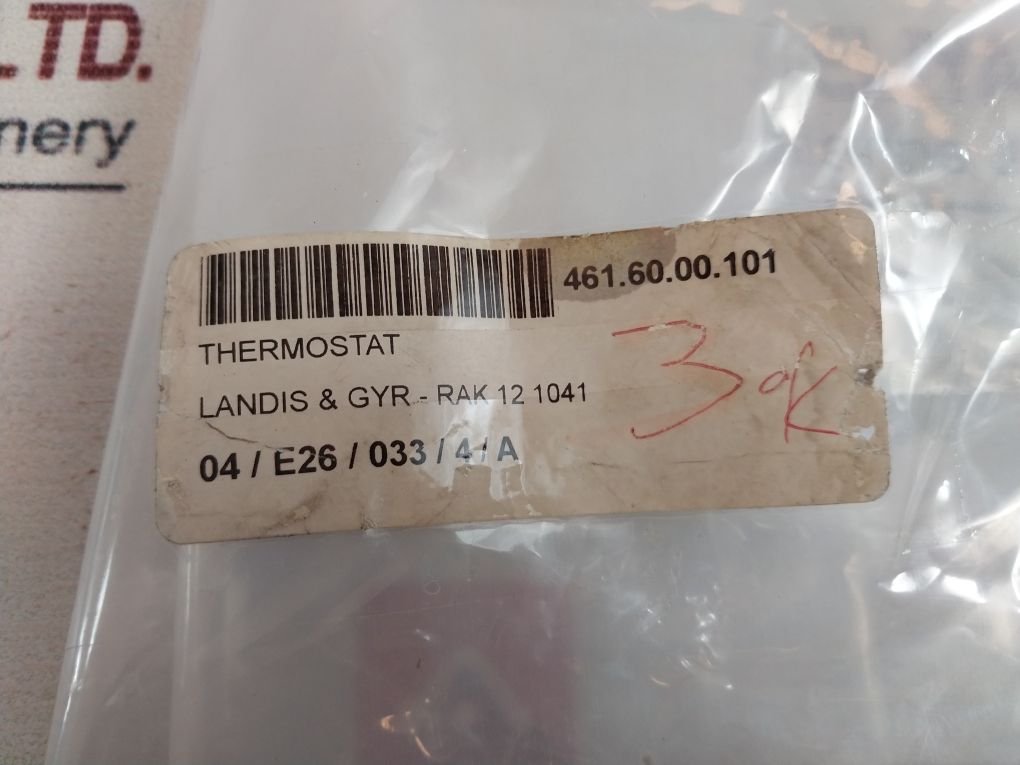 LTD.
nery
461.60.00.101
THERMOSTAT
LANDIS & GYR - RAK 12 1041
3 ok
04 / E26 / 033 / 4 / A